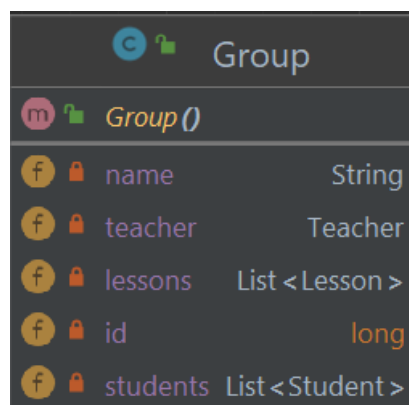 C Group
m Group()
f name String
f teacher Teacher
f lessons List<Lesson>
f id long
f students List<Student>